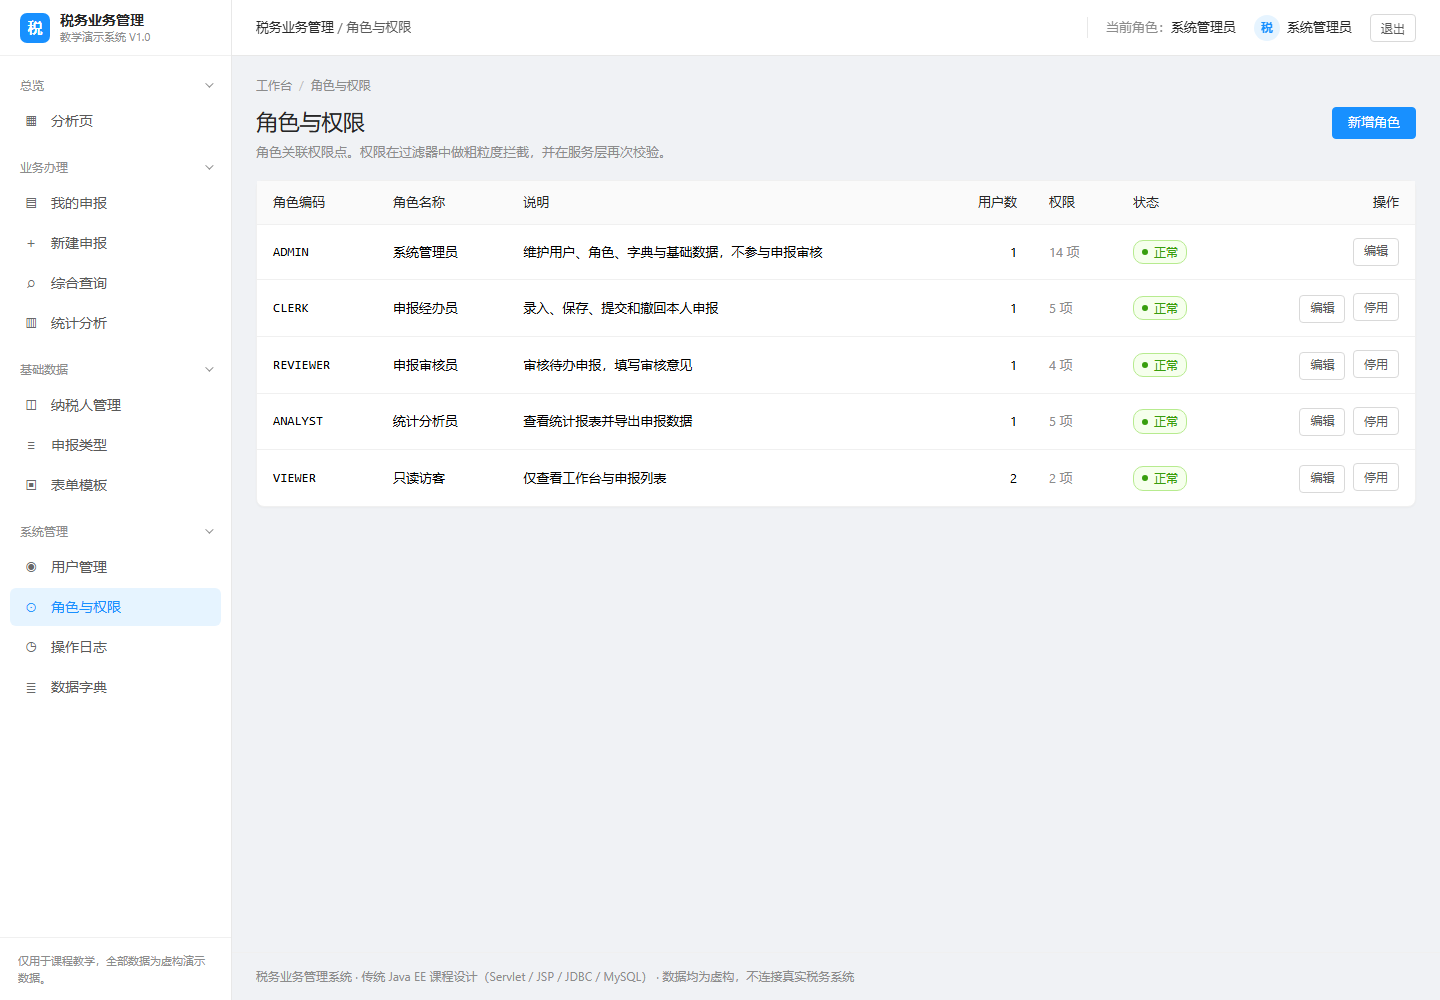 税
税务业务管理
教学演示系统 V1.0
税务业务管理 / 角色与权限
当前角色：系统管理员
税 系统管理员
退出
总览
分析页
业务办理
我的申报
新建申报
综合查询
统计分析
基础数据
纳税人管理
申报类型
表单模板
系统管理
用户管理
角色与权限
操作日志
数据字典
仅用于课程教学，全部数据为虚构演示
数据。
工作台 / 角色与权限
角色与权限
新增角色
角色关联权限点。权限在过滤器中做粗粒度拦截，并在服务层再次校验。
角色编码 角色名称 说明 用户数 权限 状态 操作
ADMIN 系统管理员 维护用户、角色、字典与基础数据，不参与申报审核 1 14 项 正常 编辑
CLERK 申报经办员 录入、保存、提交和撤回本人申报 1 5 项 正常 编辑 停用
REVIEWER 申报审核员 审核待办申报，填写审核意见 1 4 项 正常 编辑 停用
ANALYST 统计分析员 查看统计报表并导出申报数据 1 5 项 正常 编辑 停用
VIEWER 只读访客 仅查看工作台与申报列表 2 2 项 正常 编辑 停用
税务业务管理系统 · 传统 Java EE 课程设计（Servlet / JSP / JDBC / MySQL） · 数据均为虚构，不连接真实税务系统